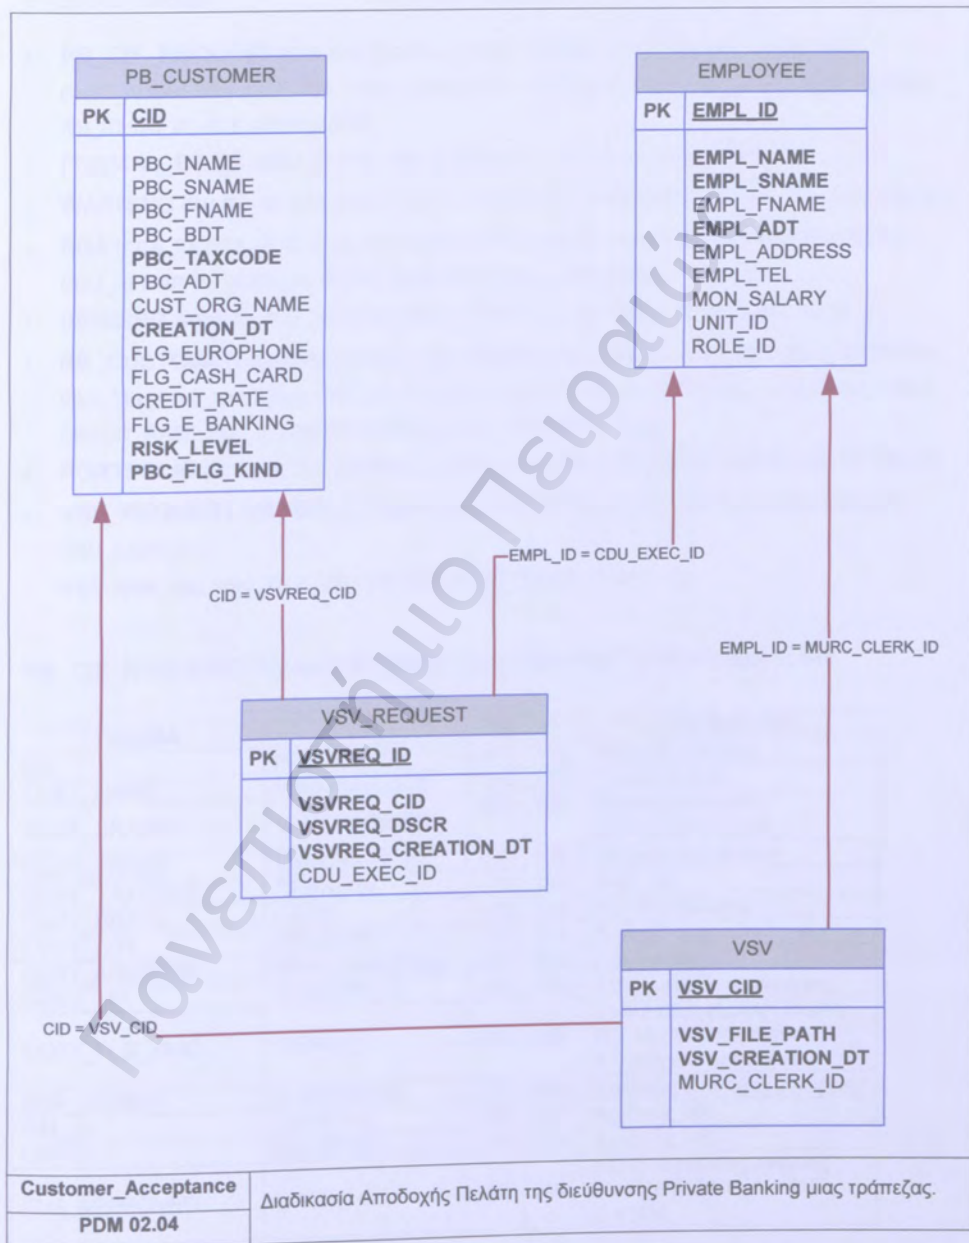 PB_CUSTOMER
PK CID
PBC_NAME
PBC_SNAME
PBC_FNAME
PBC_BDT
PBC_TAXCODE
PBC_ADT
CUST_ORG_NAME
CREATION_DT
FLG_EUROPHONE
FLG_CASH_CARD
CREDIT_RATE
FLG_E_BANKING
RISK_LEVEL
PBC_FLG_KIND
EMPLOYEE
PK EMPL_ID
EMPL_NAME
EMPL_SNAME
EMPL_FNAME
EMPL_ADT
EMPL_ADDRESS
EMPL_TEL
MON_SALARY
UNIT_ID
ROLE_ID
EMPL_ID = CDU_EXEC_ID
CID = VSVREQ_CID
EMPL_ID = MURC_CLERK_ID
VSV_REQUEST
PK VSVREQ_ID
VSVREQ_CID
VSVREQ_DSCR
VSVREQ_CREATION_DT
CDU_EXEC_ID
VSV
PK VSV_CID
VSV_FILE_PATH
VSV_CREATION_DT
MURC_CLERK_ID
CID = VSV_CID
Πανεπιστήμιο Πειραιώς
Customer_Acceptance
PDM 02.04
Διαδικασία Αποδοχής Πελάτη της διεύθυνσης Private Banking μιας τράπεζας.